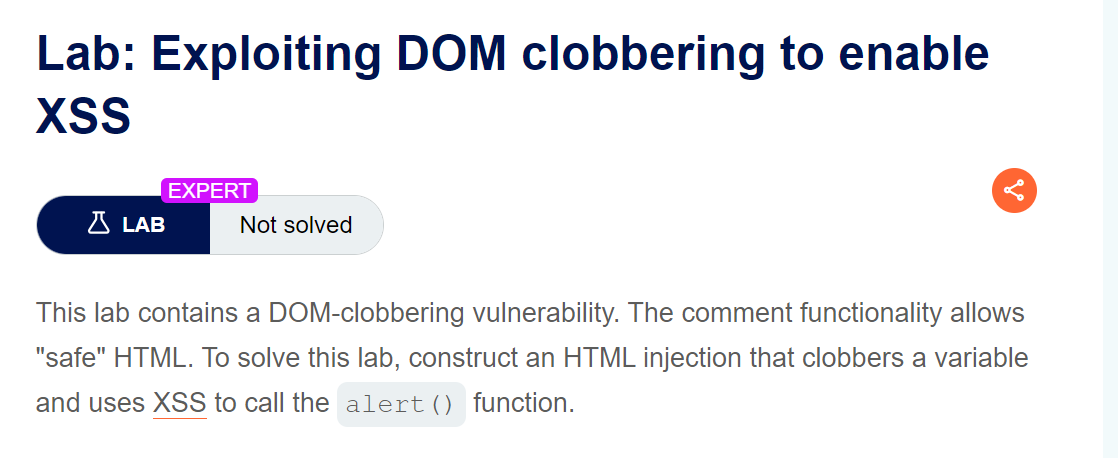 Lab: Exploiting DOM clobbering to enable
XSS
EXPERT
LAB
Not solved
This lab contains a DOM-clobbering vulnerability. The comment functionality allows
"safe" HTML. To solve this lab, construct an HTML injection that clobbers a variable
and uses XSS to call the alert() function.